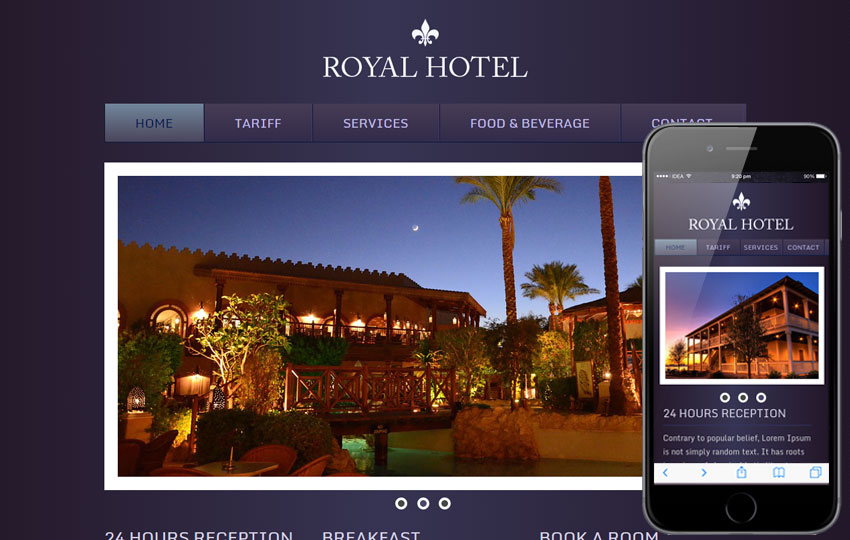 ROYAL HOTEL
HOME TARIFF SERVICES FOOD & BEVERAGE CONTACT
24 HOURS RECEPTION BREAKFAST BOOK A ROOM
IDEA 9:20 pm 90%
ROYAL HOTEL
HOME TARIFF SERVICES CONTACT
24 HOURS RECEPTION
Contrary to popular belief, Lorem Ipsum
is not simply random text. It has roots